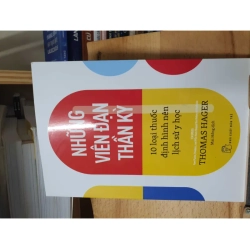 NHỮNG
VIÊN ĐẠN
THẦN KỲ
10 loại thuốc
định hình nên
lịch sử y học
THOMAS HAGER